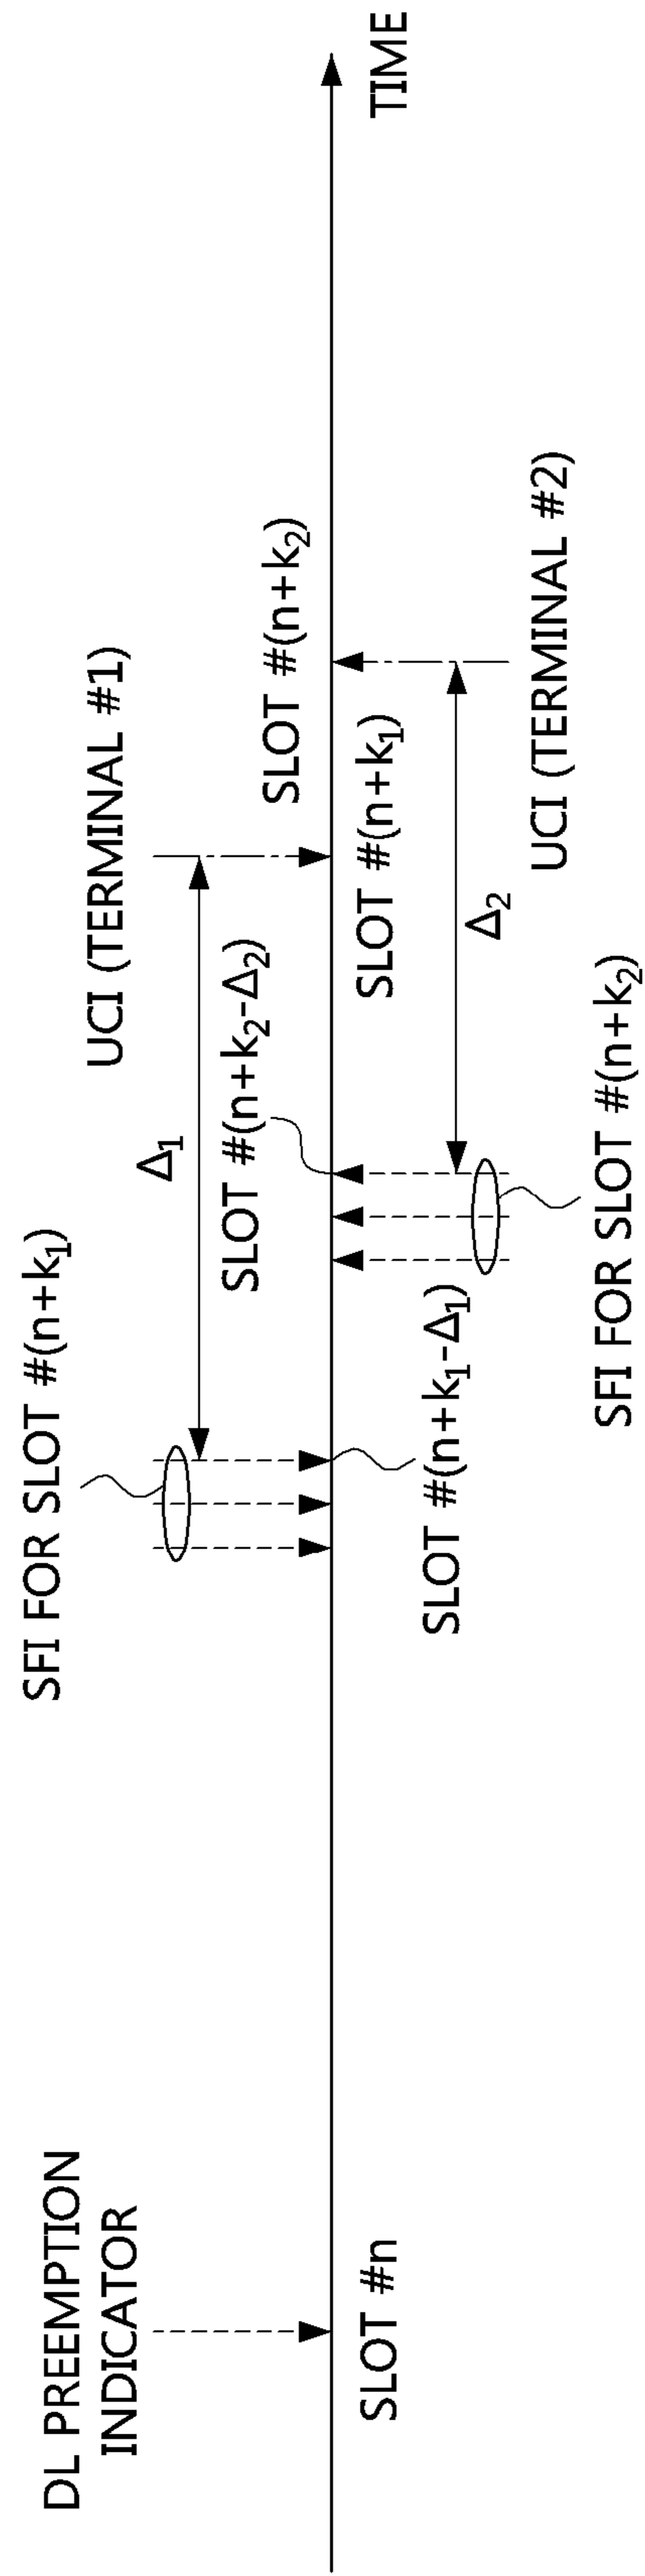 DL PREEMPTION
INDICATOR
SLOT #n
SFI FOR SLOT #(n+k₁)
SLOT #(n+k₁-Δ₁)
Δ₁
UCI (TERMINAL #1)
SLOT #(n+k₂-Δ₂)
SFI FOR SLOT #(n+k₂)
SLOT #(n+k₁)
Δ₂
SLOT #(n+k₂)
UCI (TERMINAL #2)
TIME